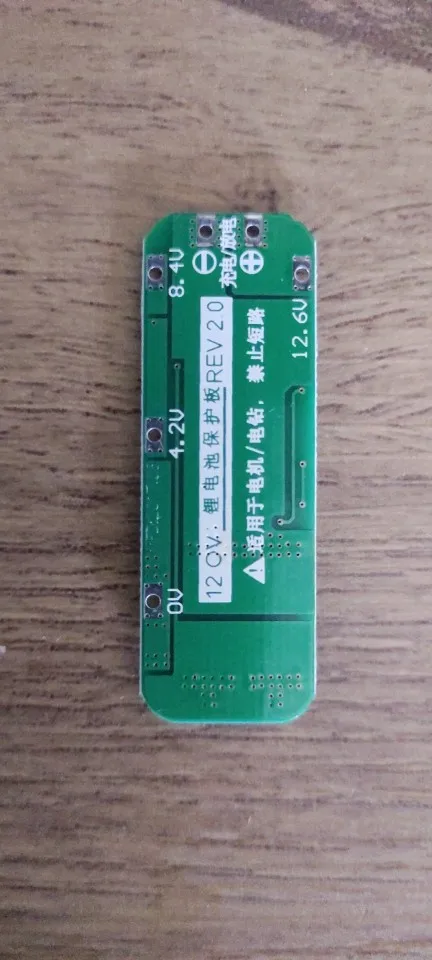 ⊖ ⊕
充电/放电
8.4V
12.6V
4.2V
0V
12.0V，锂电池保护板REV2.0
⚠适用于电机/电钻，禁止短路